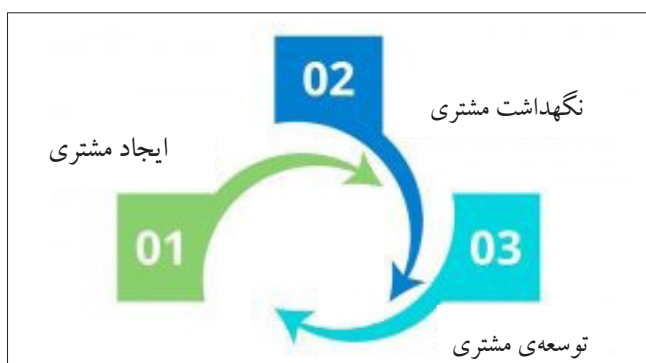 01
ایجاد مشتری
02
نگهداشت مشتری
03
توسعه‌ی مشتری